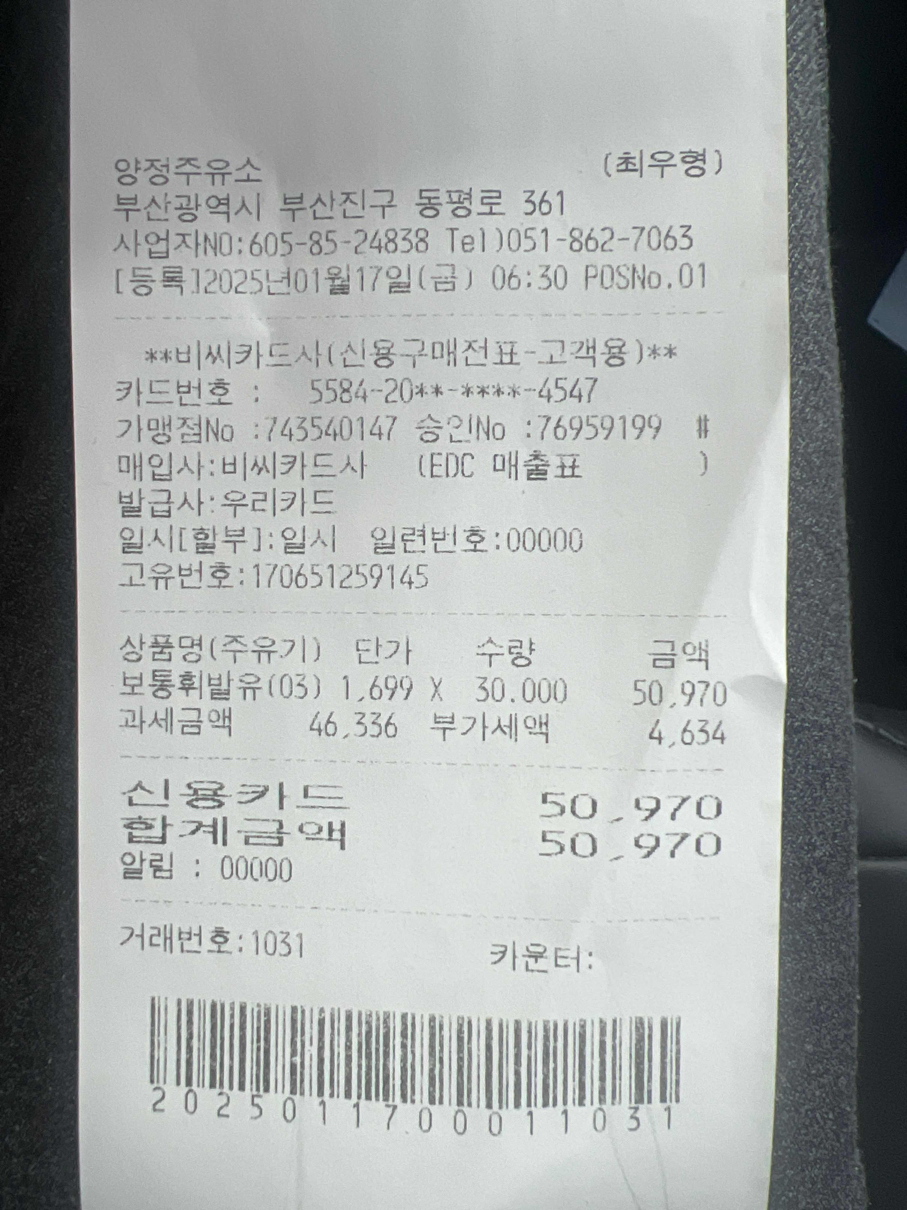 양정주유소 (최우형)
부산광역시 부산진구 동평로 361
사업자NO:605-85-24838 Tel)051-862-7063
[등록]2025년01월17일(금) 06:30 POSNo.01
**비씨카드사(신용구매전표-고객용)**
카드번호 : 5584-20**-****-4547
가맹점No :743540147 승인No :76959199 #
매입사:비씨카드사 (EDC 매출표 )
발급사:우리카드
일시[할부]:일시 일련번호:00000
고유번호:170651259145
상품명(주유기) 단가 수량 금액
보통휘발유(03) 1,699 X 30.000 50,970
과세금액 46,336 부가세액 4,634
신용카드 50,970
합계금액 50,970
알림 : 00000
거래번호:1031 카운터:
2025011700011031